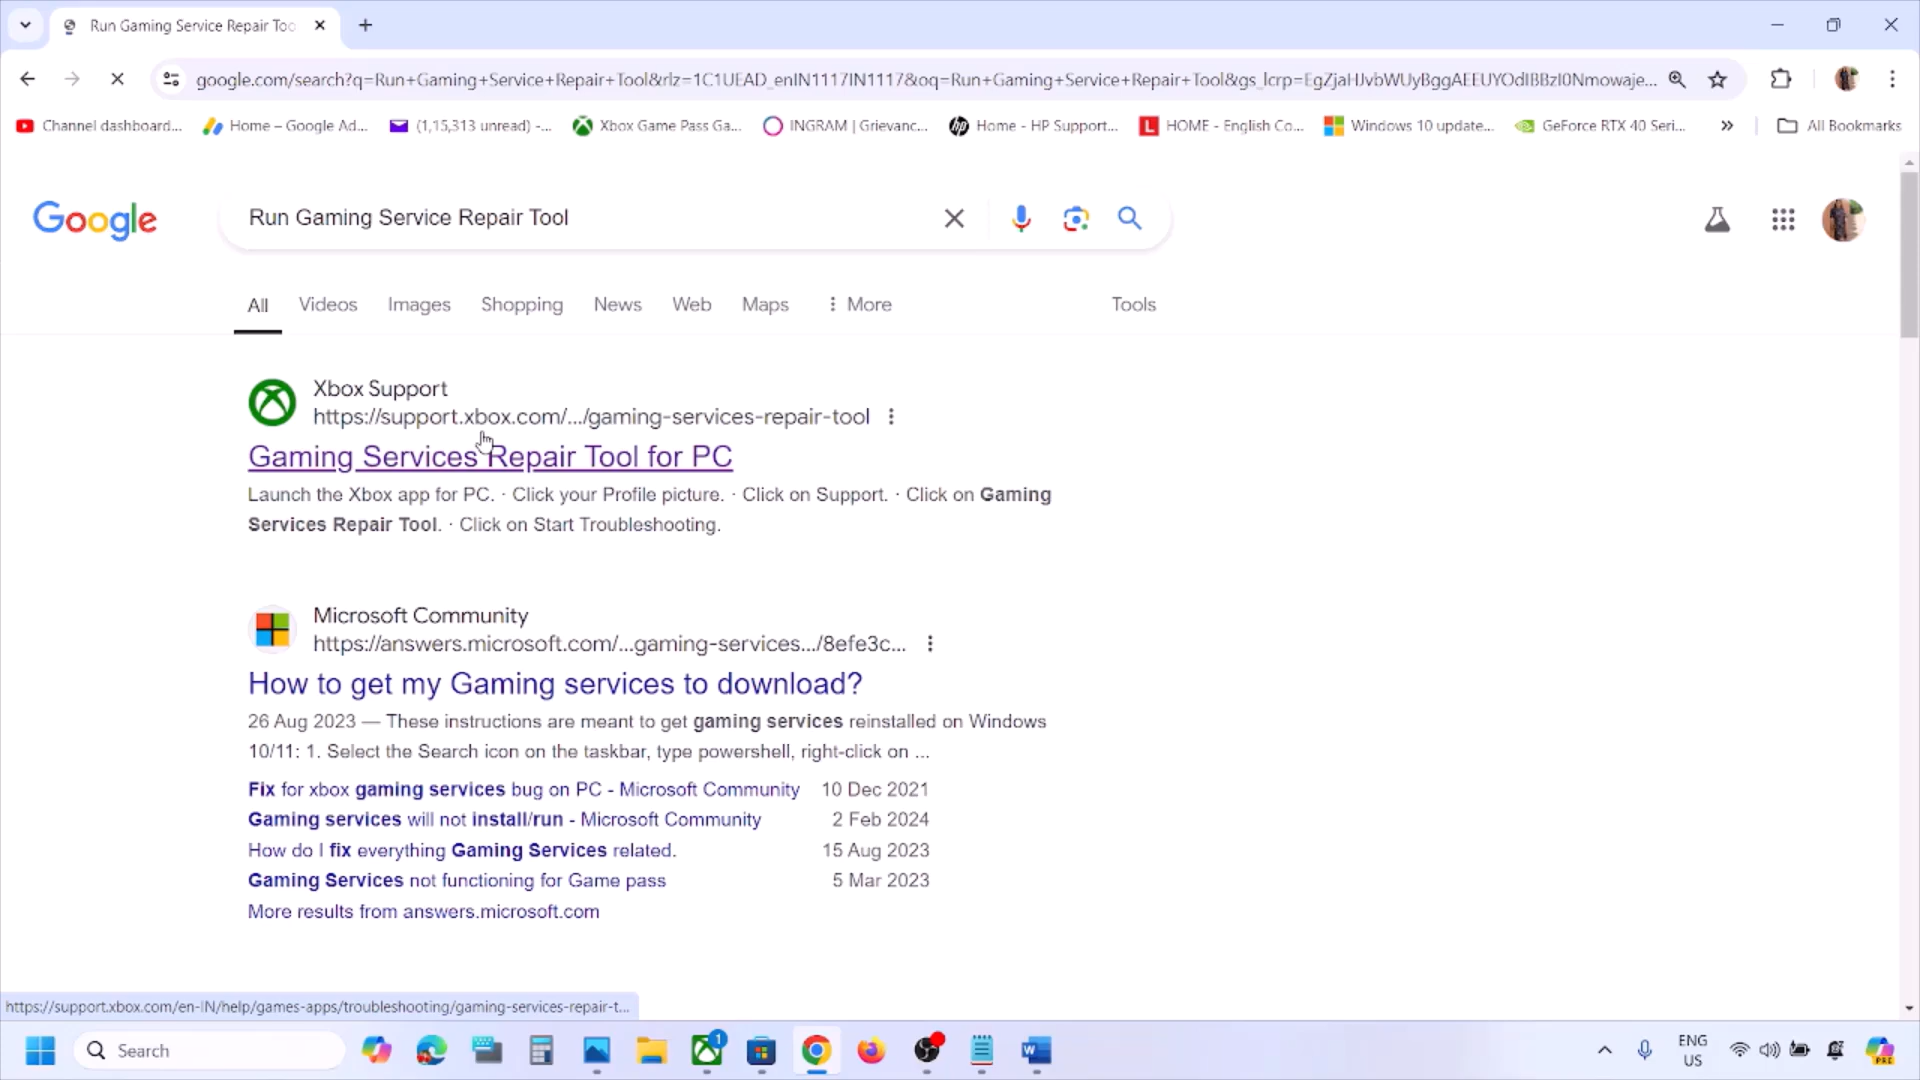 Run Gaming Service Repair Too
google.com/search?q=Run+Gaming+Service+Repair+Tool&rlz=1C1UEAD_enIN1117IN1117&oq=Run+Gaming+Service+Repair+Tool&gs_lcrp=EgZjaHJvbWUyBggAEEUYOdIBBzI0Nmowaje...
Channel dashboard...
Home – Google Ad...
(1,15,313 unread) -...
Xbox Game Pass Ga...
INGRAM | Grievanc...
Home - HP Support...
HOME - English Co...
Windows 10 update...
GeForce RTX 40 Seri...
All Bookmarks
Google
Run Gaming Service Repair Tool
All
Videos
Images
Shopping
News
Web
Maps
More
Tools
Xbox Support
https://support.xbox.com/.../gaming-services-repair-tool
Gaming Services Repair Tool for PC
Launch the Xbox app for PC. · Click your Profile picture. · Click on Support. · Click on Gaming
Services Repair Tool. · Click on Start Troubleshooting.
Microsoft Community
https://answers.microsoft.com/...gaming-services.../8efe3c...
How to get my Gaming services to download?
26 Aug 2023 — These instructions are meant to get gaming services reinstalled on Windows
10/11: 1. Select the Search icon on the taskbar, type powershell, right-click on ...
Fix for xbox gaming services bug on PC - Microsoft Community 10 Dec 2021
Gaming services will not install/run - Microsoft Community 2 Feb 2024
How do I fix everything Gaming Services related. 15 Aug 2023
Gaming Services not functioning for Game pass 5 Mar 2023
More results from answers.microsoft.com
https://support.xbox.com/en-IN/help/games-apps/troubleshooting/gaming-services-repair-t...
Search
1
ENG
US
PRE